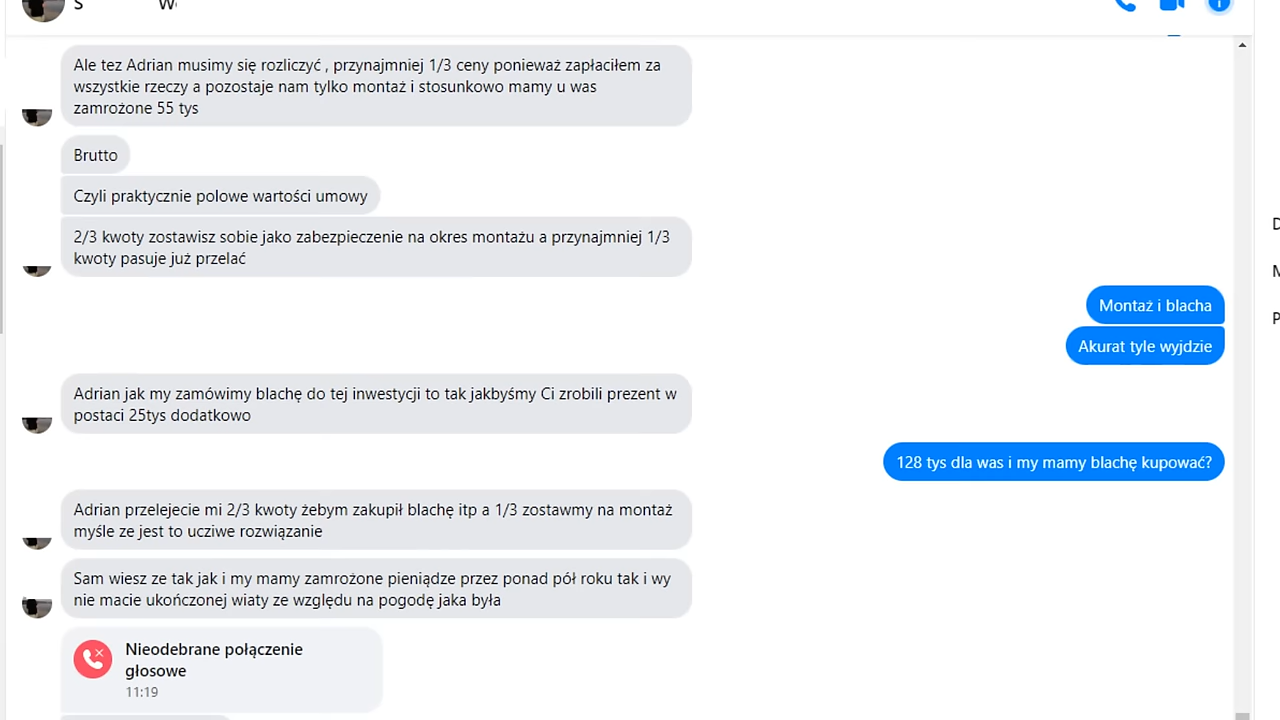 S
Ale tez Adrian musimy się rozliczyć , przynajmniej 1/3 ceny ponieważ zapłaciłem za
wszystkie rzeczy a pozostaje nam tylko montaż i stosunkowo mamy u was
zamrożone 55 tys
Brutto
Czyli praktycznie polowe wartości umowy
2/3 kwoty zostawisz sobie jako zabezpieczenie na okres montażu a przynajmniej 1/3
kwoty pasuje już przelać
Montaż i blacha
Akurat tyle wyjdzie
Adrian jak my zamówimy blachę do tej inwestycji to tak jakbyśmy Ci zrobili prezent w
postaci 25tys dodatkowo
128 tys dla was i my mamy blachę kupować?
Adrian przelejecie mi 2/3 kwoty żebym zakupił blachę itp a 1/3 zostawmy na montaż
myśle ze jest to ucziwe rozwiązanie
Sam wiesz ze tak jak i my mamy zamrożone pieniądze przez ponad pół roku tak i wy
nie macie ukończonej wiaty ze względu na pogodę jaka była
Nieodebrane połączenie
głosowe
11:19